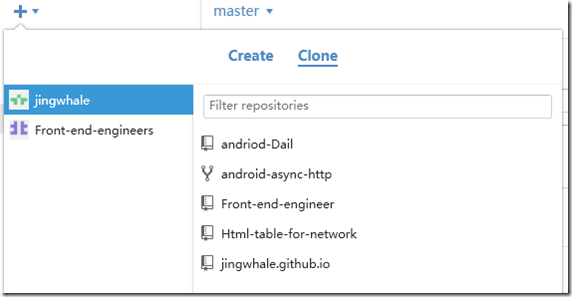 master
Create Clone
jingwhale
Front-end-engineers
Filter repositories
andriod-Dail
android-async-http
Front-end-engineer
Html-table-for-network
jingwhale.github.io